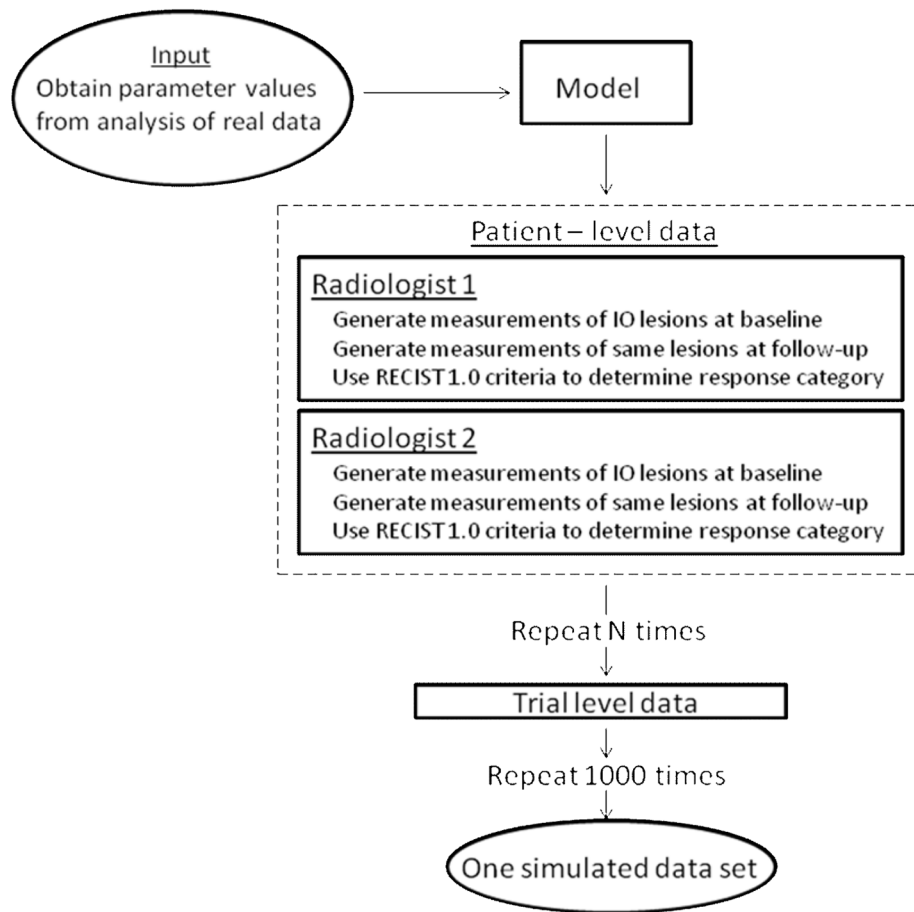 Input
Obtain parameter values
from analysis of real data
Model
Patient – level data
Radiologist 1
Generate measurements of IO lesions at baseline
Generate measurements of same lesions at follow-up
Use RECIST1.0 criteria to determine response category
Radiologist 2
Generate measurements of IO lesions at baseline
Generate measurements of same lesions at follow-up
Use RECIST1.0 criteria to determine response category
Repeat N times
Trial level data
Repeat 1000 times
One simulated data set